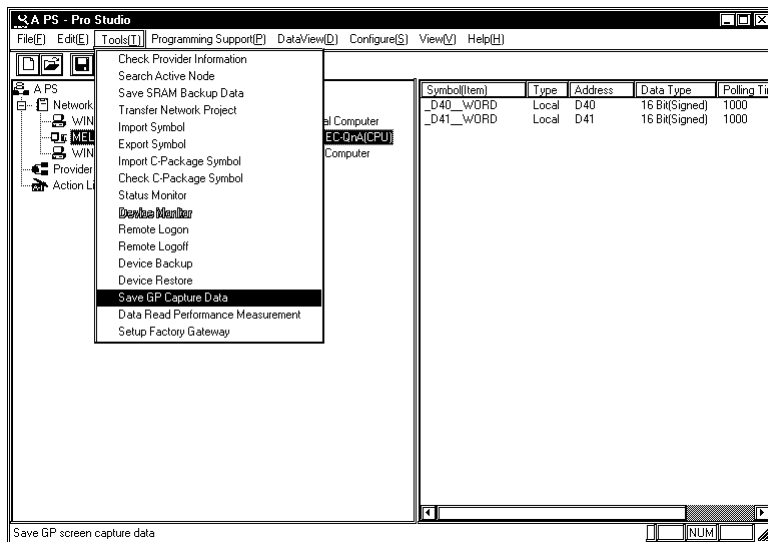 A PS - Pro Studio
File(F) Edit(E) Tools(T) Programming Support(P) DataView(D) Configure(S) View(V) Help(H)
Check Provider Information
Search Active Node
Save SRAM Backup Data
Transfer Network Project
Import Symbol
Export Symbol
Import C-Package Symbol
Check C-Package Symbol
Status Monitor
Device Monitor
Remote Logon
Remote Logoff
Device Backup
Device Restore
Save GP Capture Data
Data Read Performance Measurement
Setup Factory Gateway
A PS
Network
WIN
al Computer
MEL
EC-QnA(CPU)
WIN
Computer
Provider
Action Li
Symbol(Item) Type Address Data Type Polling Ti
_D40__WORD Local D40 16 Bit(Signed) 1000
_D41__WORD Local D41 16 Bit(Signed) 1000
Save GP screen capture data
NUM